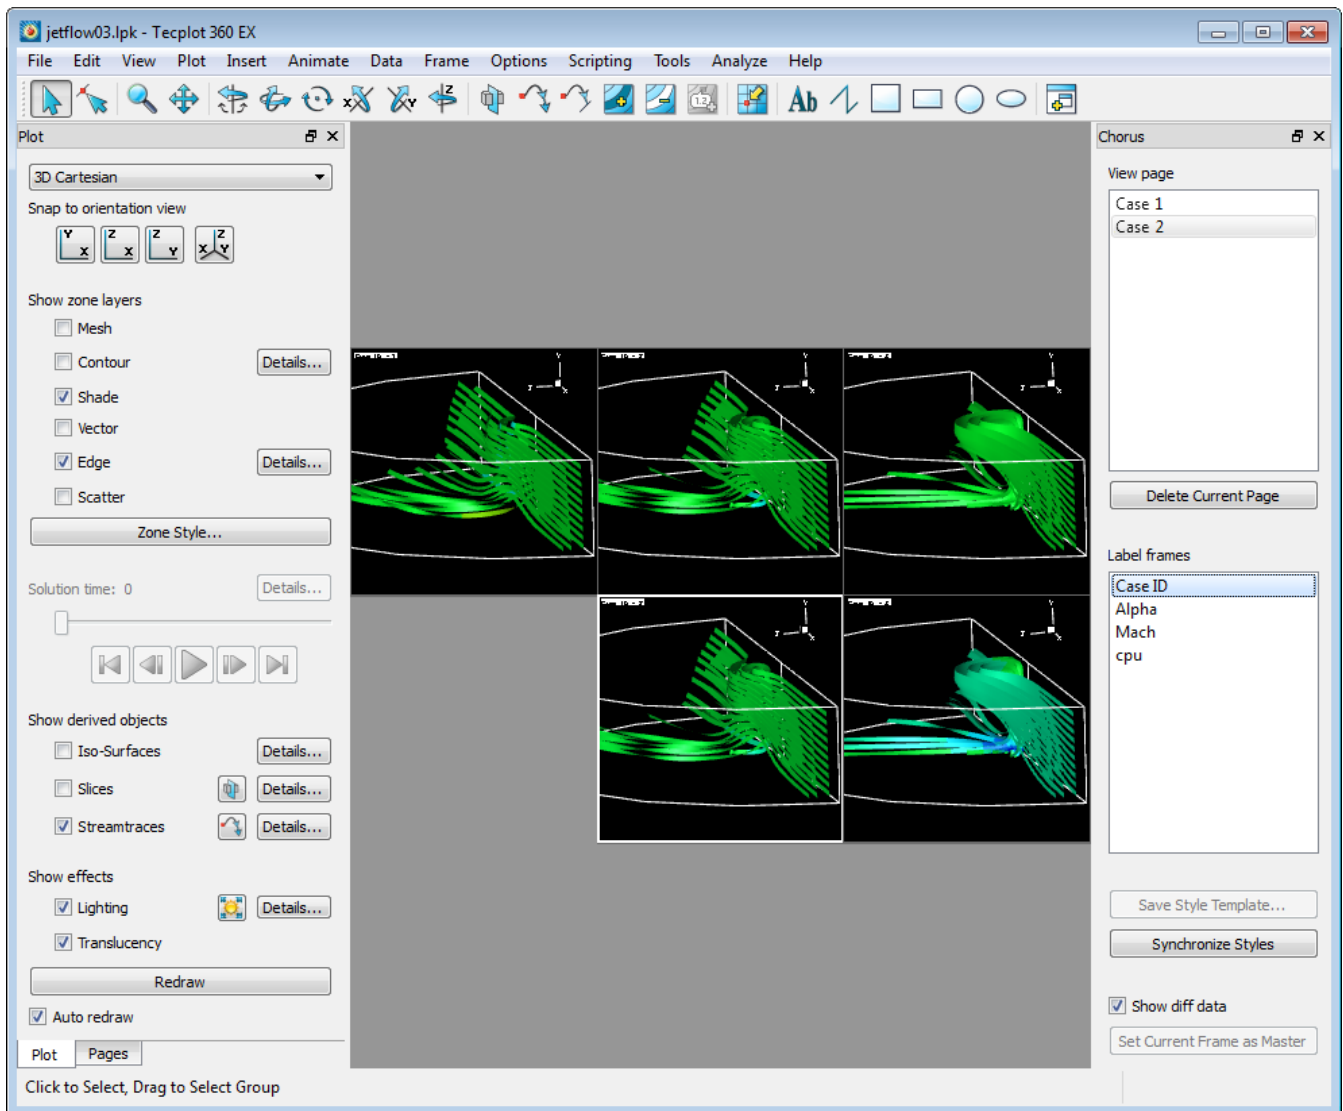 jetflow03.lpk - Tecplot 360 EX
File Edit View Plot Insert Animate Data Frame Options Scripting Tools Analyze Help
Ab
Plot
3D Cartesian
Snap to orientation view
Y X
Z X
Z Y
Z X Y
Show zone layers
Mesh
Contour Details...
Shade
Vector
Edge Details...
Scatter
Zone Style...
Solution time: 0 Details...
Show derived objects
Iso-Surfaces Details...
Slices Details...
Streamtraces Details...
Show effects
Lighting Details...
Translucency
Redraw
Auto redraw
Plot Pages
Click to Select, Drag to Select Group
Chorus
View page
Case 1
Case 2
Delete Current Page
Label frames
Case ID
Alpha
Mach
cpu
Save Style Template...
Synchronize Styles
Show diff data
Set Current Frame as Master